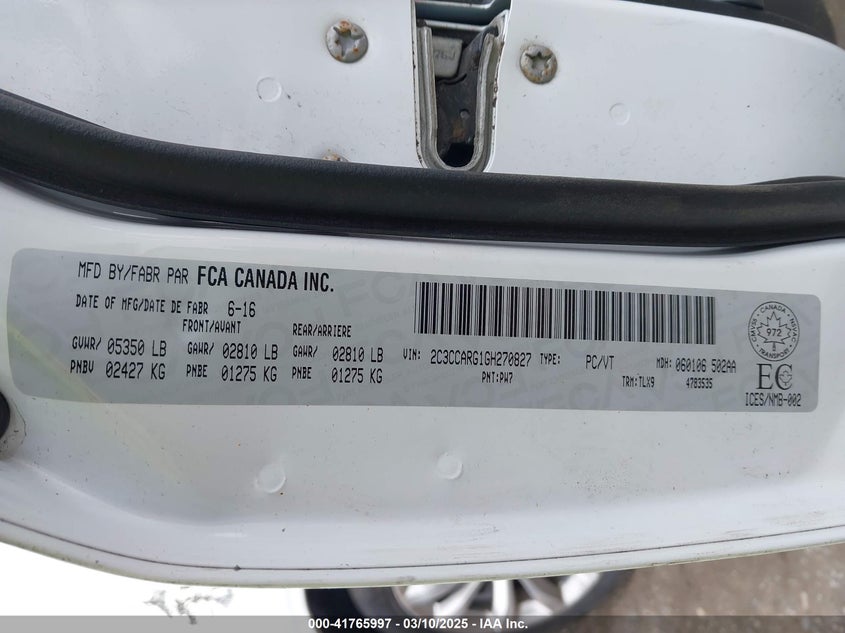 MFD BY/FABR PAR FCA CANADA INC.
DATE OF MFG/DATE DE FABR 6-16
FRONT/AVANT REAR/ARRIERE
GVWR/ 05350 LB GAWR/ 02810 LB GAWR/ 02810 LB
PNBV 02427 KG PNBE 01275 KG PNBE 01275 KG
VIN: 2C3CCARG1GH270827 TYPE: PC/VT MDH: 060106 502AA
PNT:PW7 TRM:TLX9 4783535
CANADA
972
EC
ICES/NMB-002
000-41765997 — 03/10/2025 — IAA Inc.